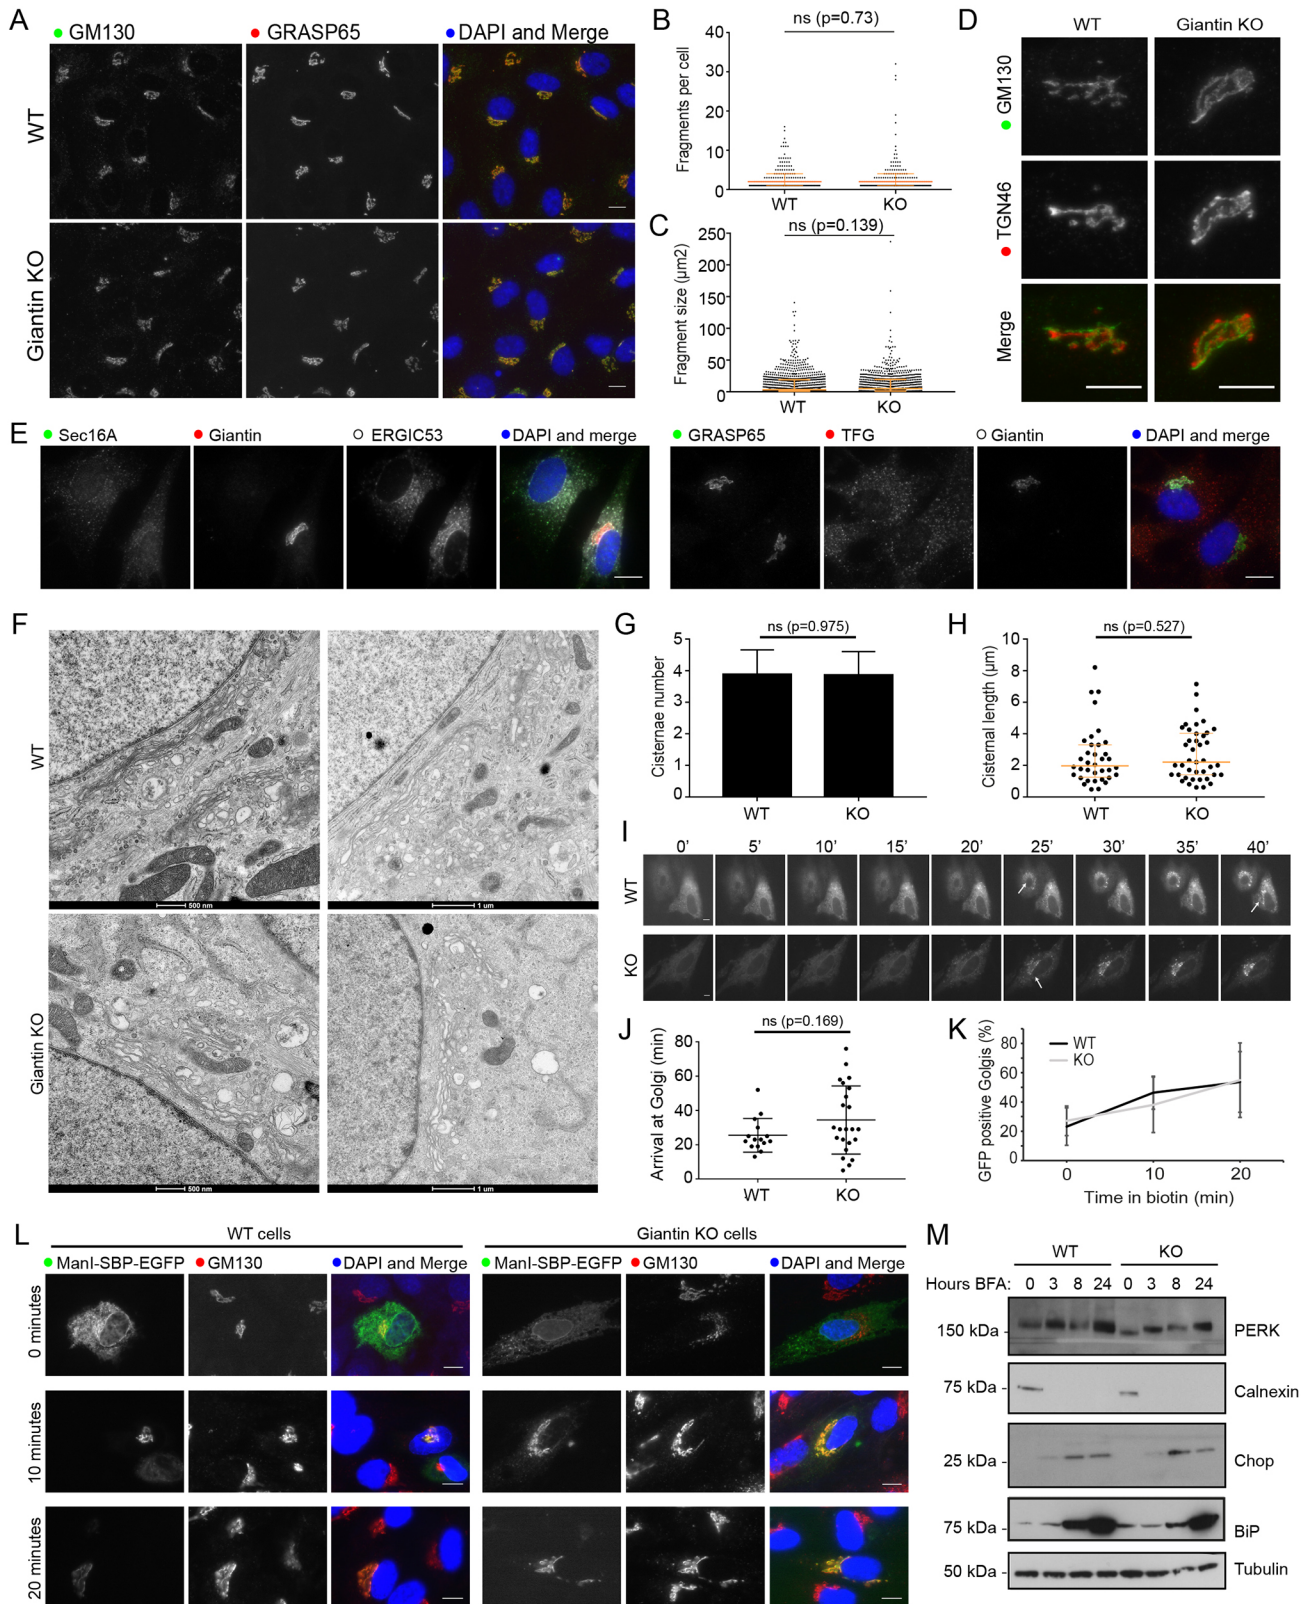 A
GM130
GRASP65
DAPI and Merge
WT
Giantin KO
B
ns (p=0.73)
Fragments per cell
40
30
20
10
0
WT
KO
C
ns (p=0.139)
Fragment size (µm2)
250
200
150
100
50
0
WT
KO
D
WT
Giantin KO
GM130
TGN46
Merge
E
Sec16A
Giantin
ERGIC53
DAPI and merge
GRASP65
TFG
Giantin
DAPI and merge
F
WT
500 nm
1 um
Giantin KO
500 nm
1 um
G
ns (p=0.975)
Cisternae number
5
4
3
2
1
0
WT
KO
H
ns (p=0.527)
Cisternal length (µm)
10
8
6
4
2
0
WT
KO
I
0' 5' 10' 15' 20' 25' 30' 35' 40'
WT
KO
J
ns (p=0.169)
Arrival at Golgi (min)
80
60
40
20
0
WT
KO
K
GFP positive Golgis (%)
80
60
40
20
0
WT
KO
0 10 20
Time in biotin (min)
L
WT cells
Giantin KO cells
ManI-SBP-EGFP
GM130
DAPI and Merge
ManI-SBP-EGFP
GM130
DAPI and Merge
0 minutes
10 minutes
20 minutes
M
WT KO
Hours BFA: 0 3 8 24 0 3 8 24
150 kDa - PERK
75 kDa - Calnexin
25 kDa - Chop
75 kDa - BiP
50 kDa - Tubulin